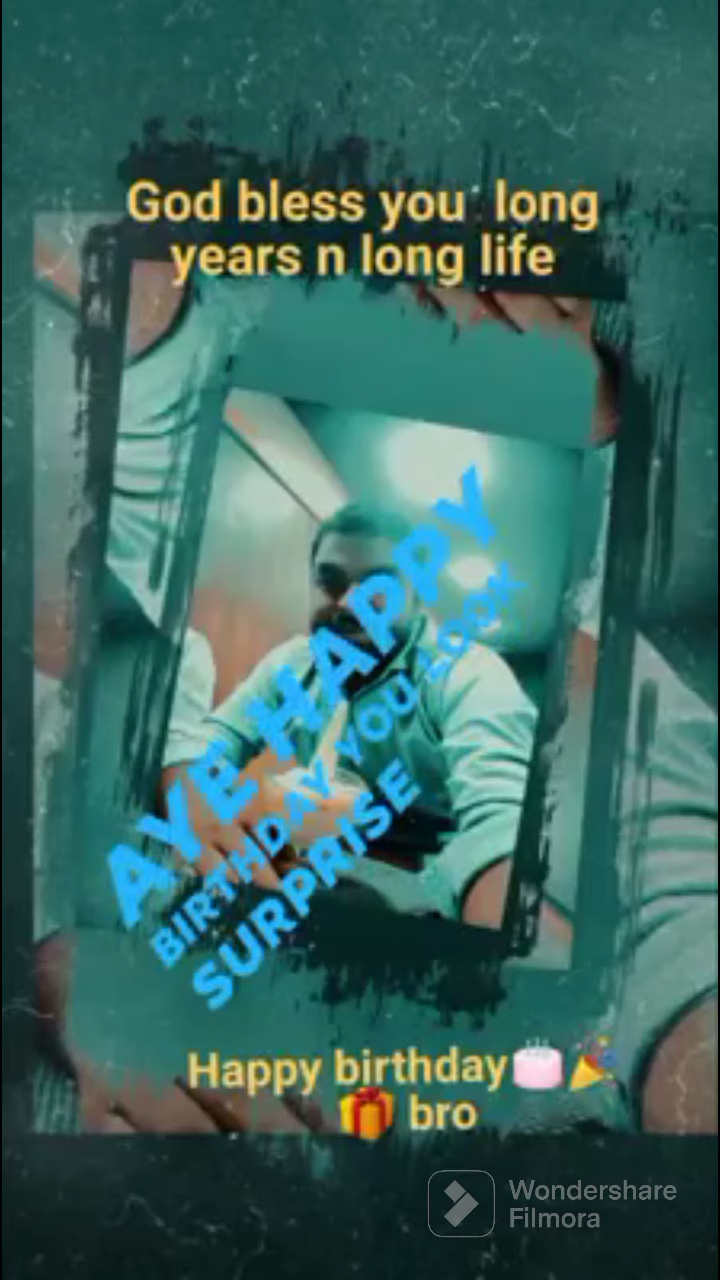 God bless you long
years n long life
AYE HAPPY
BIRTHDAY YOU LOOK
SURPRISE
Happy birthday🎂🎉
🎁 bro
Wondershare
Filmora